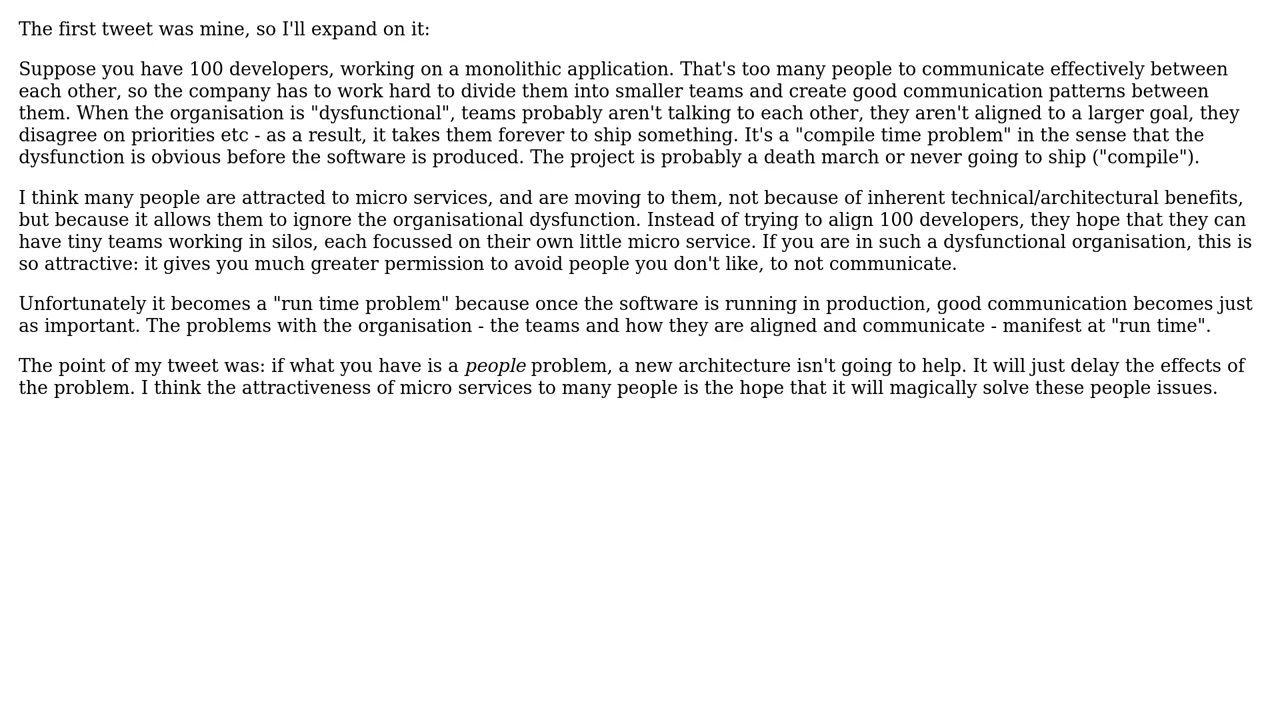 The first tweet was mine, so I'll expand on it:
Suppose you have 100 developers, working on a monolithic application. That's too many people to communicate effectively between
each other, so the company has to work hard to divide them into smaller teams and create good communication patterns between
them. When the organisation is "dysfunctional", teams probably aren't talking to each other, they aren't aligned to a larger goal, they
disagree on priorities etc - as a result, it takes them forever to ship something. It's a "compile time problem" in the sense that the
dysfunction is obvious before the software is produced. The project is probably a death march or never going to ship ("compile").
I think many people are attracted to micro services, and are moving to them, not because of inherent technical/architectural benefits,
but because it allows them to ignore the organisational dysfunction. Instead of trying to align 100 developers, they hope that they can
have tiny teams working in silos, each focussed on their own little micro service. If you are in such a dysfunctional organisation, this is
so attractive: it gives you much greater permission to avoid people you don't like, to not communicate.
Unfortunately it becomes a "run time problem" because once the software is running in production, good communication becomes just
as important. The problems with the organisation - the teams and how they are aligned and communicate - manifest at "run time".
The point of my tweet was: if what you have is a people problem, a new architecture isn't going to help. It will just delay the effects of
the problem. I think the attractiveness of micro services to many people is the hope that it will magically solve these people issues.